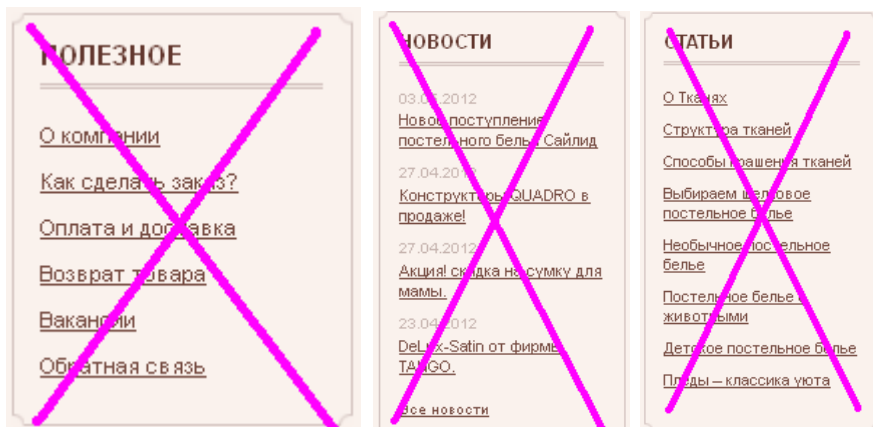 ПОЛЕЗНОЕ
О компании
Как сделать заказ?
Оплата и доставка
Возврат товара
Вакансии
Обратная связь
НОВОСТИ
03.05.2012
Новое поступление
постельного белья Сайлид
27.04.2012
Конструкторы QUADRO в
продаже!
27.04.2012
Акция! скидка на сумку для
мамы.
23.04.2012
DeLux-Satin от фирмы
TANGO.
Все новости
СТАТЬИ
О Тканях
Структура тканей
Способы крашения тканей
Выбираем шелковое
постельное белье
Необычное постельное
белье
Постельное белье с
животными
Детское постельное белье
Пледы – классика уюта